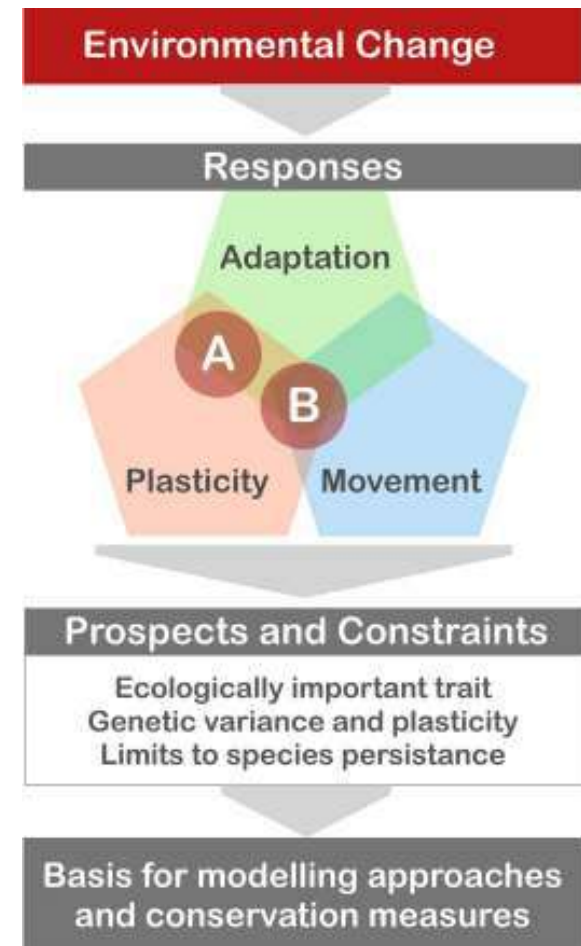 Environmental Change
Responses
Adaptation
A
B
Plasticity
Movement
Prospects and Constraints
Ecologically important trait
Genetic variance and plasticity
Limits to species persistance
Basis for modelling approaches
and conservation measures